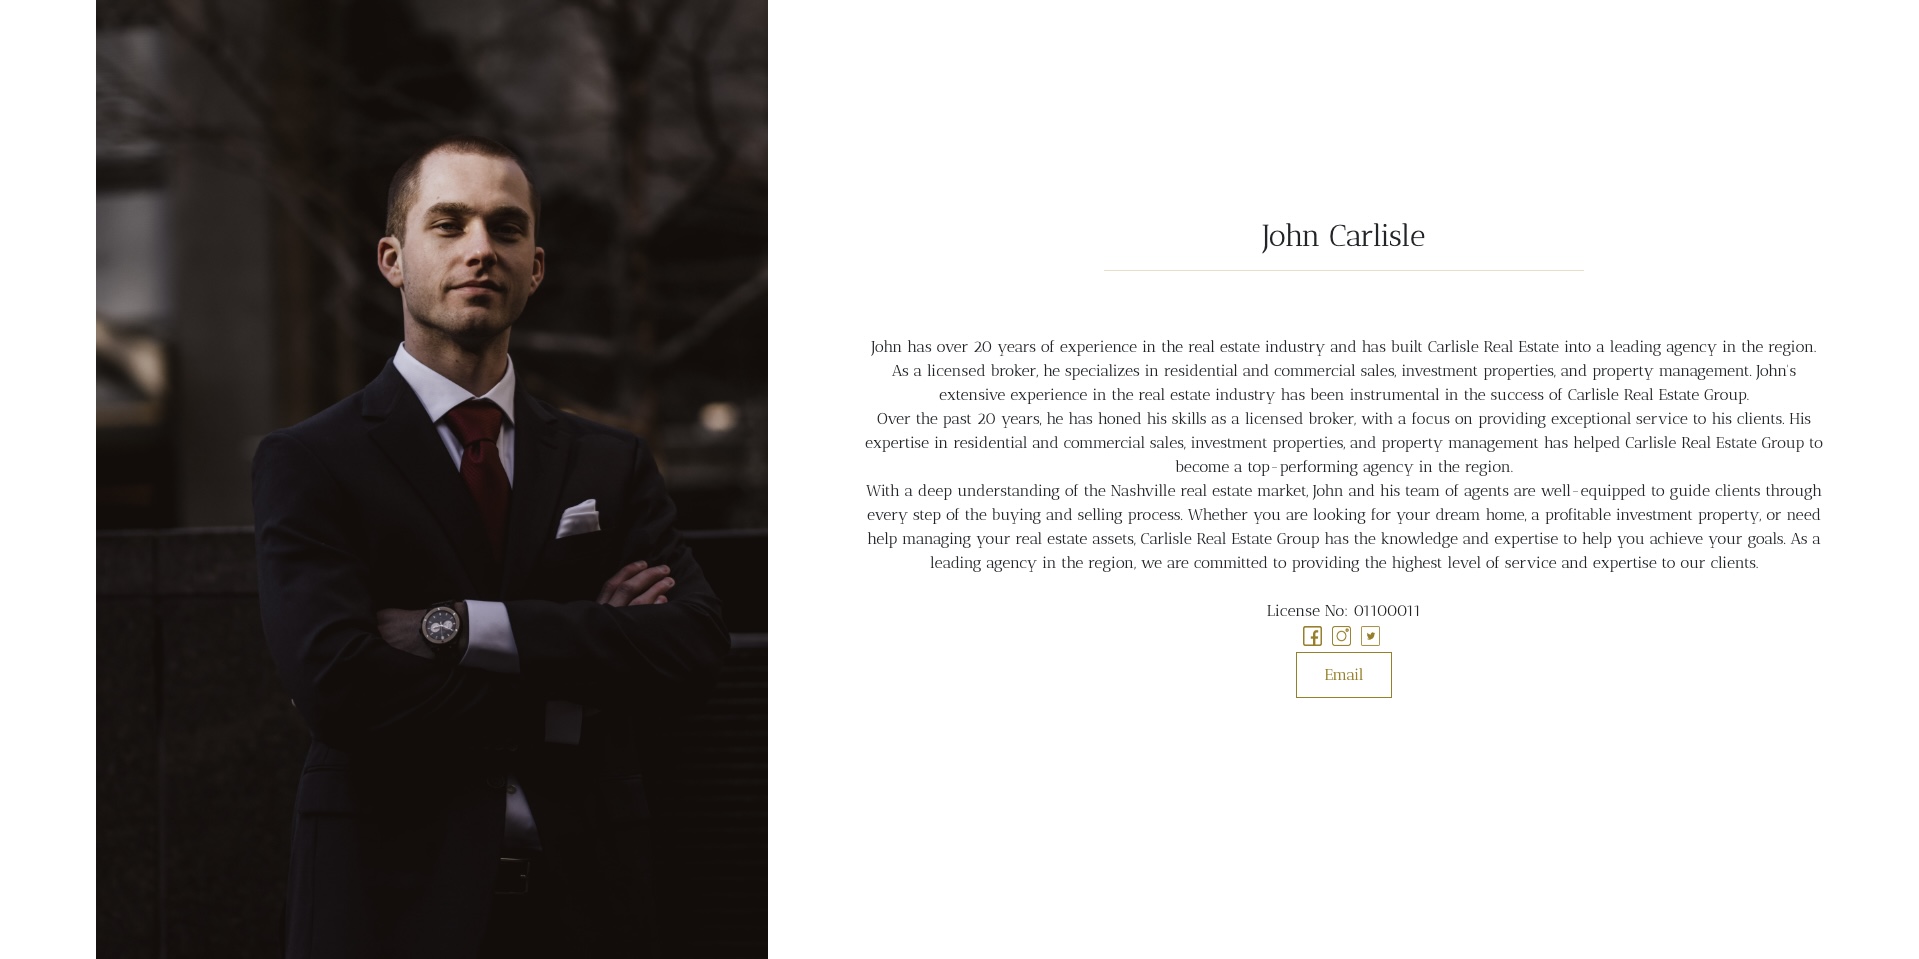 John Carlisle
John has over 20 years of experience in the real estate industry and has built Carlisle Real Estate into a leading agency in the region.
As a licensed broker, he specializes in residential and commercial sales, investment properties, and property management. John's
extensive experience in the real estate industry has been instrumental in the success of Carlisle Real Estate Group.
Over the past 20 years, he has honed his skills as a licensed broker, with a focus on providing exceptional service to his clients. His
expertise in residential and commercial sales, investment properties, and property management has helped Carlisle Real Estate Group to
become a top-performing agency in the region.
With a deep understanding of the Nashville real estate market, John and his team of agents are well-equipped to guide clients through
every step of the buying and selling process. Whether you are looking for your dream home, a profitable investment property, or need
help managing your real estate assets, Carlisle Real Estate Group has the knowledge and expertise to help you achieve your goals. As a
leading agency in the region, we are committed to providing the highest level of service and expertise to our clients.
License No: 01100011
Email